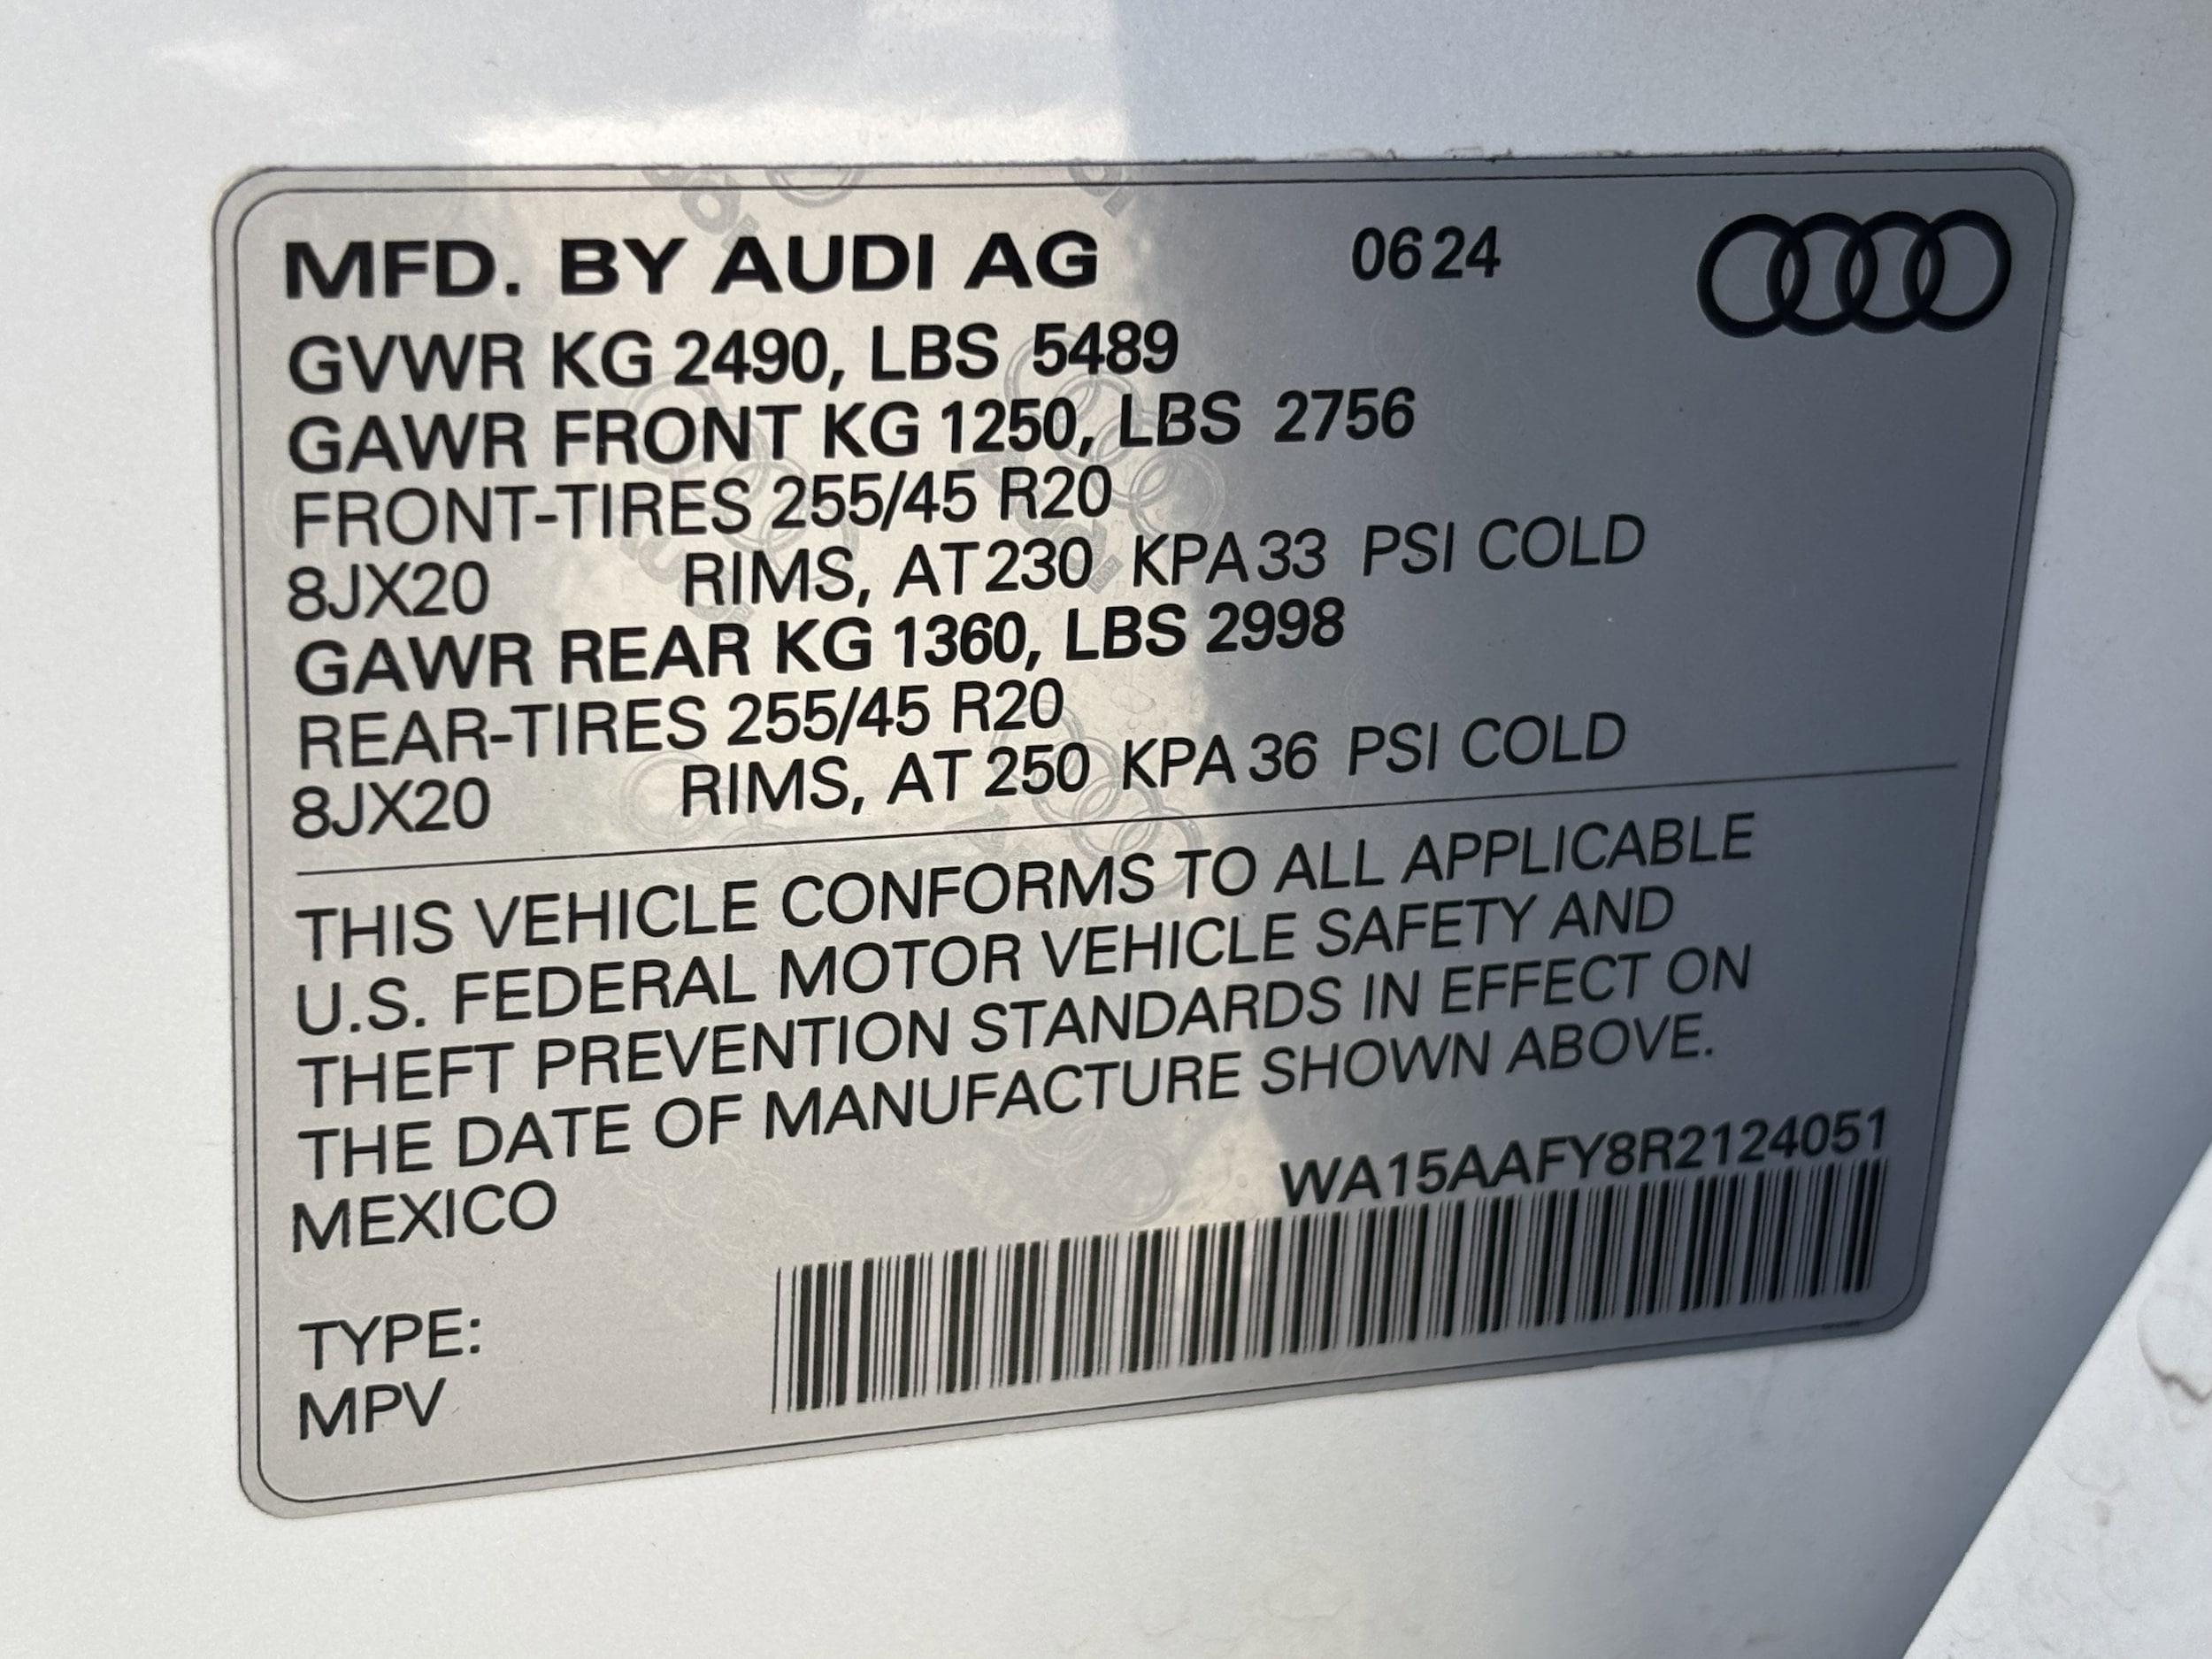 MFD. BY AUDI AG 0624
GVWR KG 2490, LBS 5489
GAWR FRONT KG 1250, LBS 2756
FRONT-TIRES 255/45 R20
8JX20 RIMS, AT 230 KPA 33 PSI COLD
GAWR REAR KG 1360, LBS 2998
REAR-TIRES 255/45 R20
8JX20 RIMS, AT 250 KPA 36 PSI COLD
THIS VEHICLE CONFORMS TO ALL APPLICABLE
U.S. FEDERAL MOTOR VEHICLE SAFETY AND
THEFT PREVENTION STANDARDS IN EFFECT ON
THE DATE OF MANUFACTURE SHOWN ABOVE.
MEXICO
WA15AAFY8R2124051
TYPE:
MPV